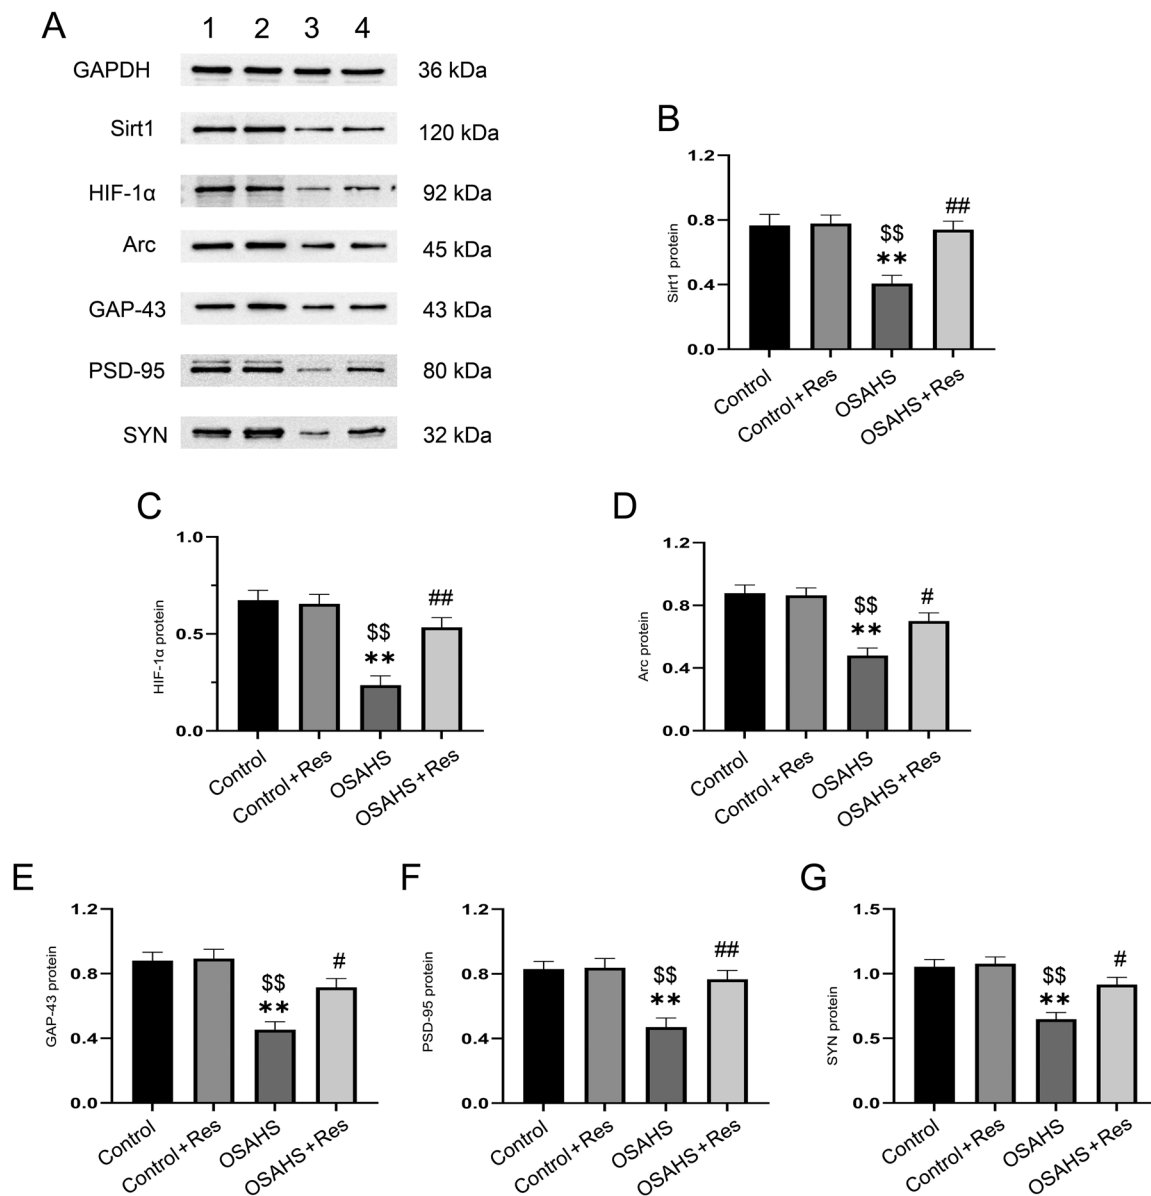 A
1 2 3 4
GAPDH 36 kDa
Sirt1 120 kDa
HIF-1α 92 kDa
Arc 45 kDa
GAP-43 43 kDa
PSD-95 80 kDa
SYN 32 kDa
B
Sirt1 protein
1.2
0.8
0.4
0.0
$$
**
##
Control
Control+Res
OSAHS
OSAHS+Res
C
HIF-1α protein
1.0
0.5
0.0
$$
**
##
Control
Control+Res
OSAHS
OSAHS+Res
D
Arc protein
1.2
0.8
0.4
0.0
$$
**
#
Control
Control+Res
OSAHS
OSAHS+Res
E
GAP-43 protein
1.2
0.8
0.4
0.0
$$
**
#
Control
Control+Res
OSAHS
OSAHS+Res
F
PSD-95 protein
1.2
0.8
0.4
0.0
$$
**
##
Control
Control+Res
OSAHS
OSAHS+Res
G
SYN protein
1.5
1.0
0.5
0.0
$$
**
#
Control
Control+Res
OSAHS
OSAHS+Res